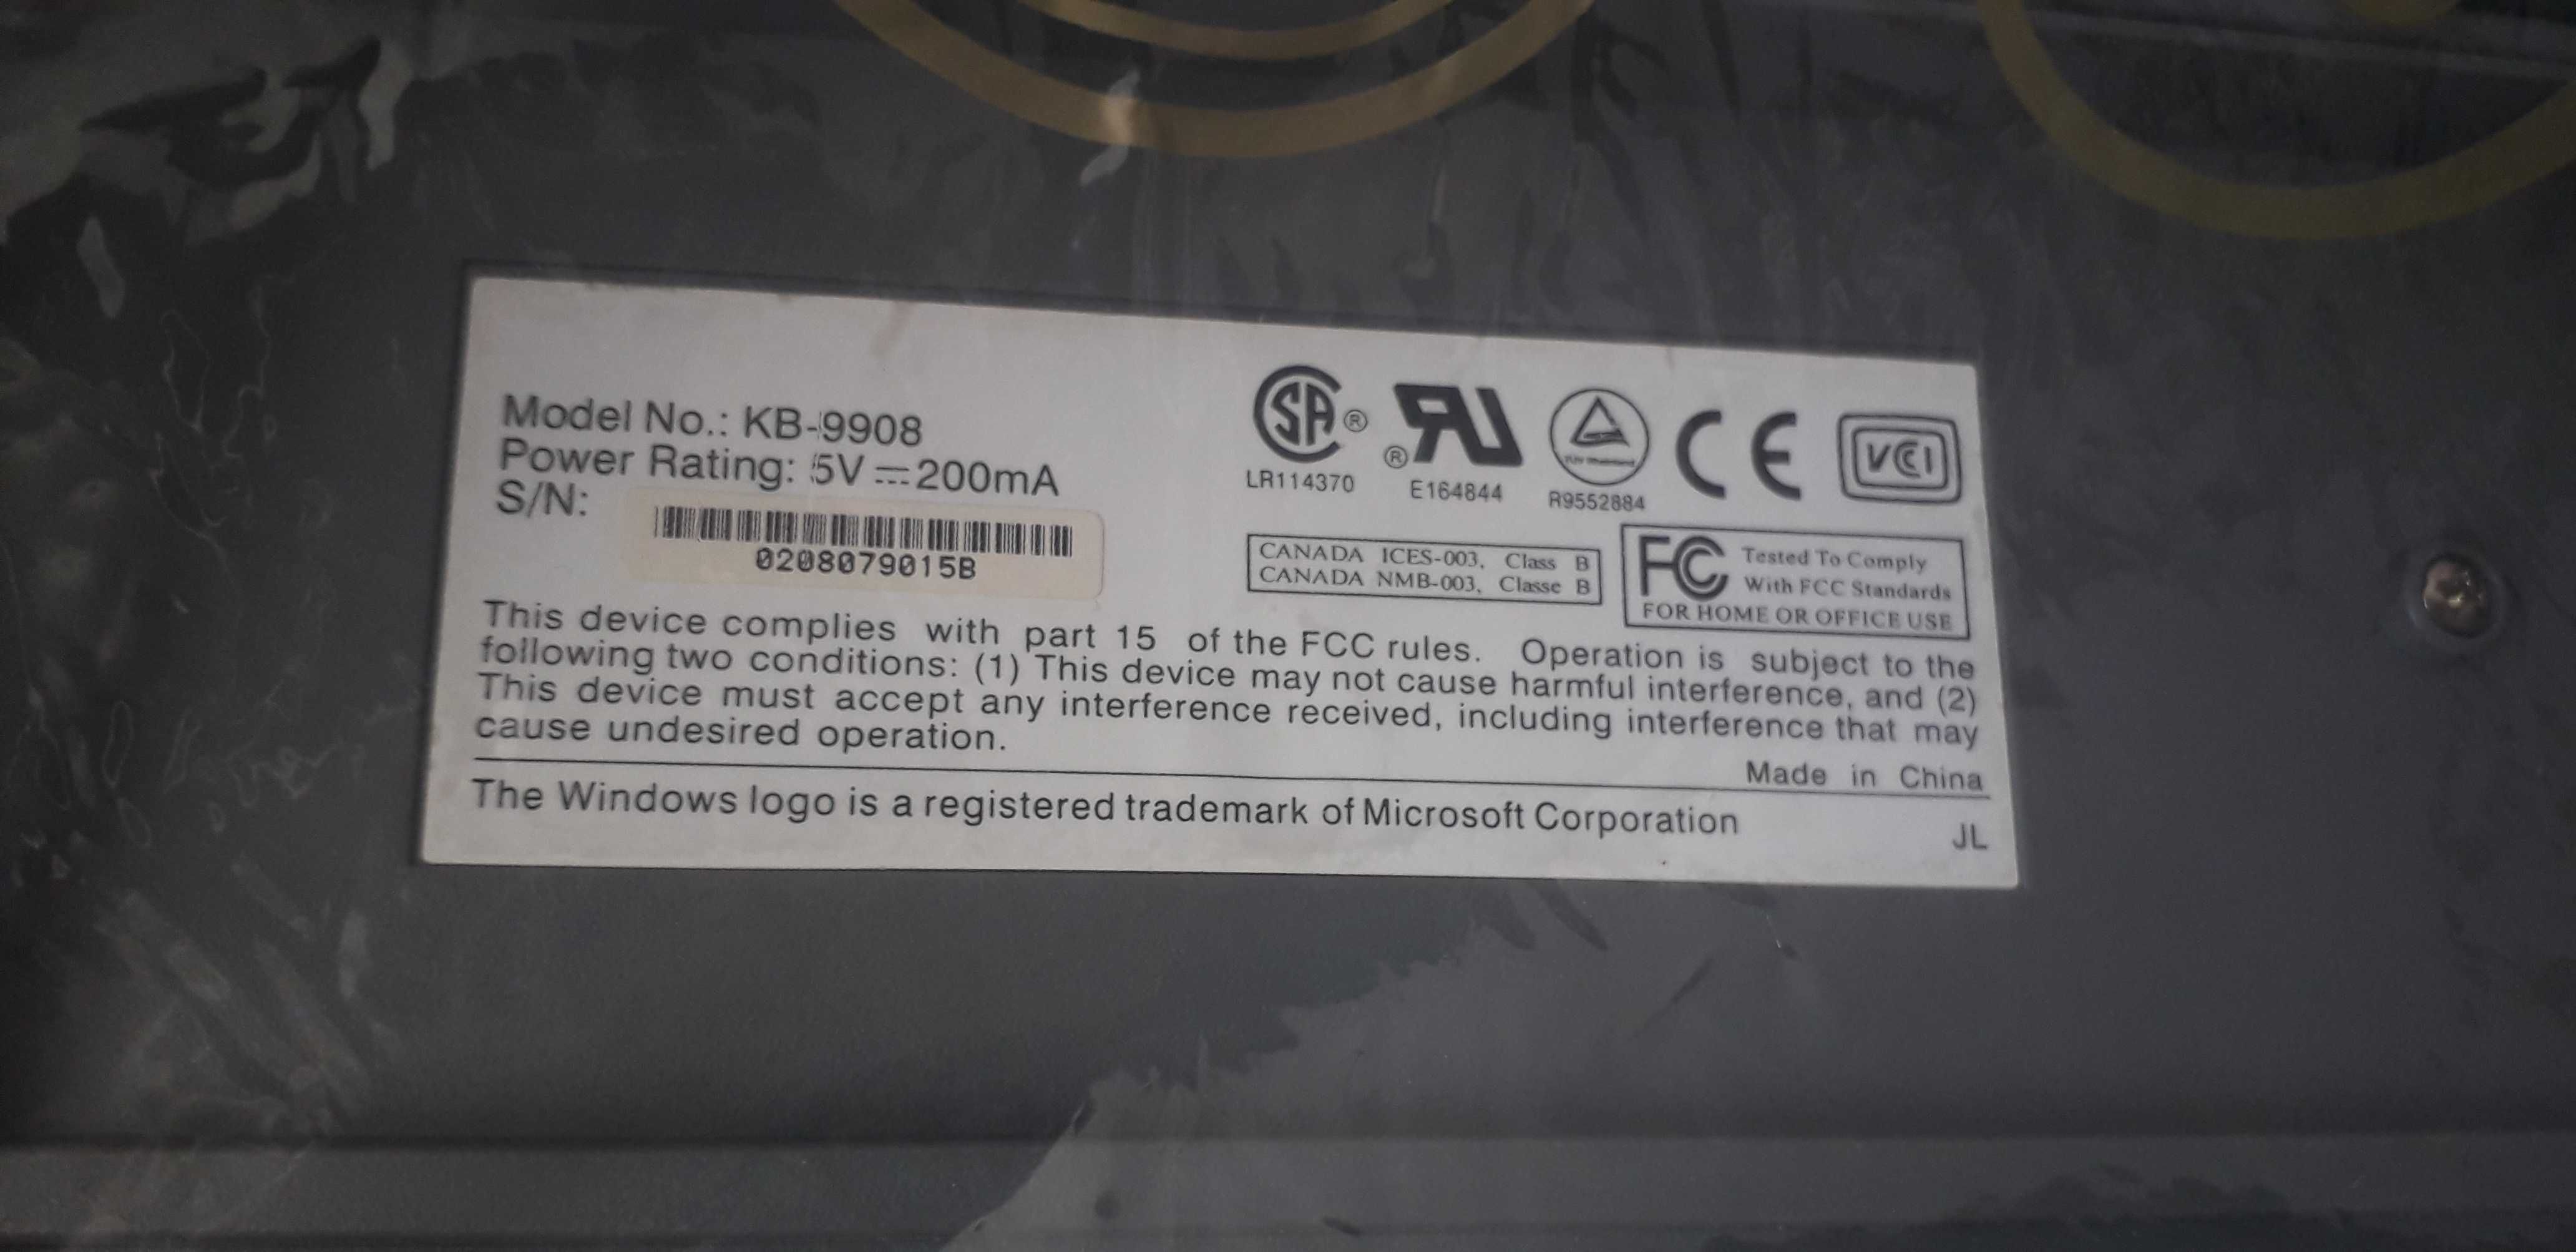 Model No.: KB-9908
Power Rating: 5V⎓200mA
S/N:
0208079015B
SA ®
LR114370
® RU
E164844
TÜV Rheinland
R9552884
CE
VCI
CANADA ICES-003, Class B
CANADA NMB-003, Classe B
FC Tested To Comply
With FCC Standards
FOR HOME OR OFFICE USE
This device complies with part 15 of the FCC rules. Operation is subject to the
following two conditions: (1) This device may not cause harmful interference, and (2)
This device must accept any interference received, including interference that may
cause undesired operation.
Made in China
The Windows logo is a registered trademark of Microsoft Corporation
JL